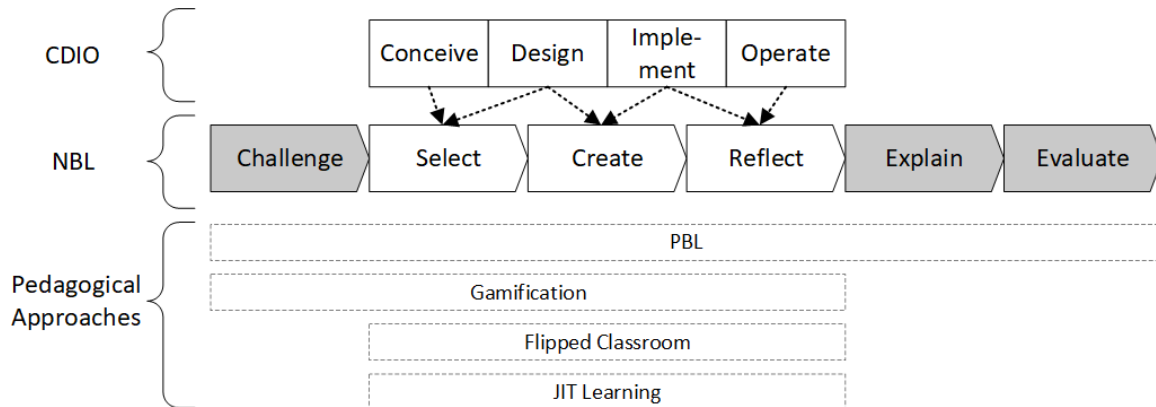 CDIO
Conceive
Design
Imple-
ment
Operate
NBL
Challenge
Select
Create
Reflect
Explain
Evaluate
Pedagogical
Approaches
PBL
Gamification
Flipped Classroom
JIT Learning